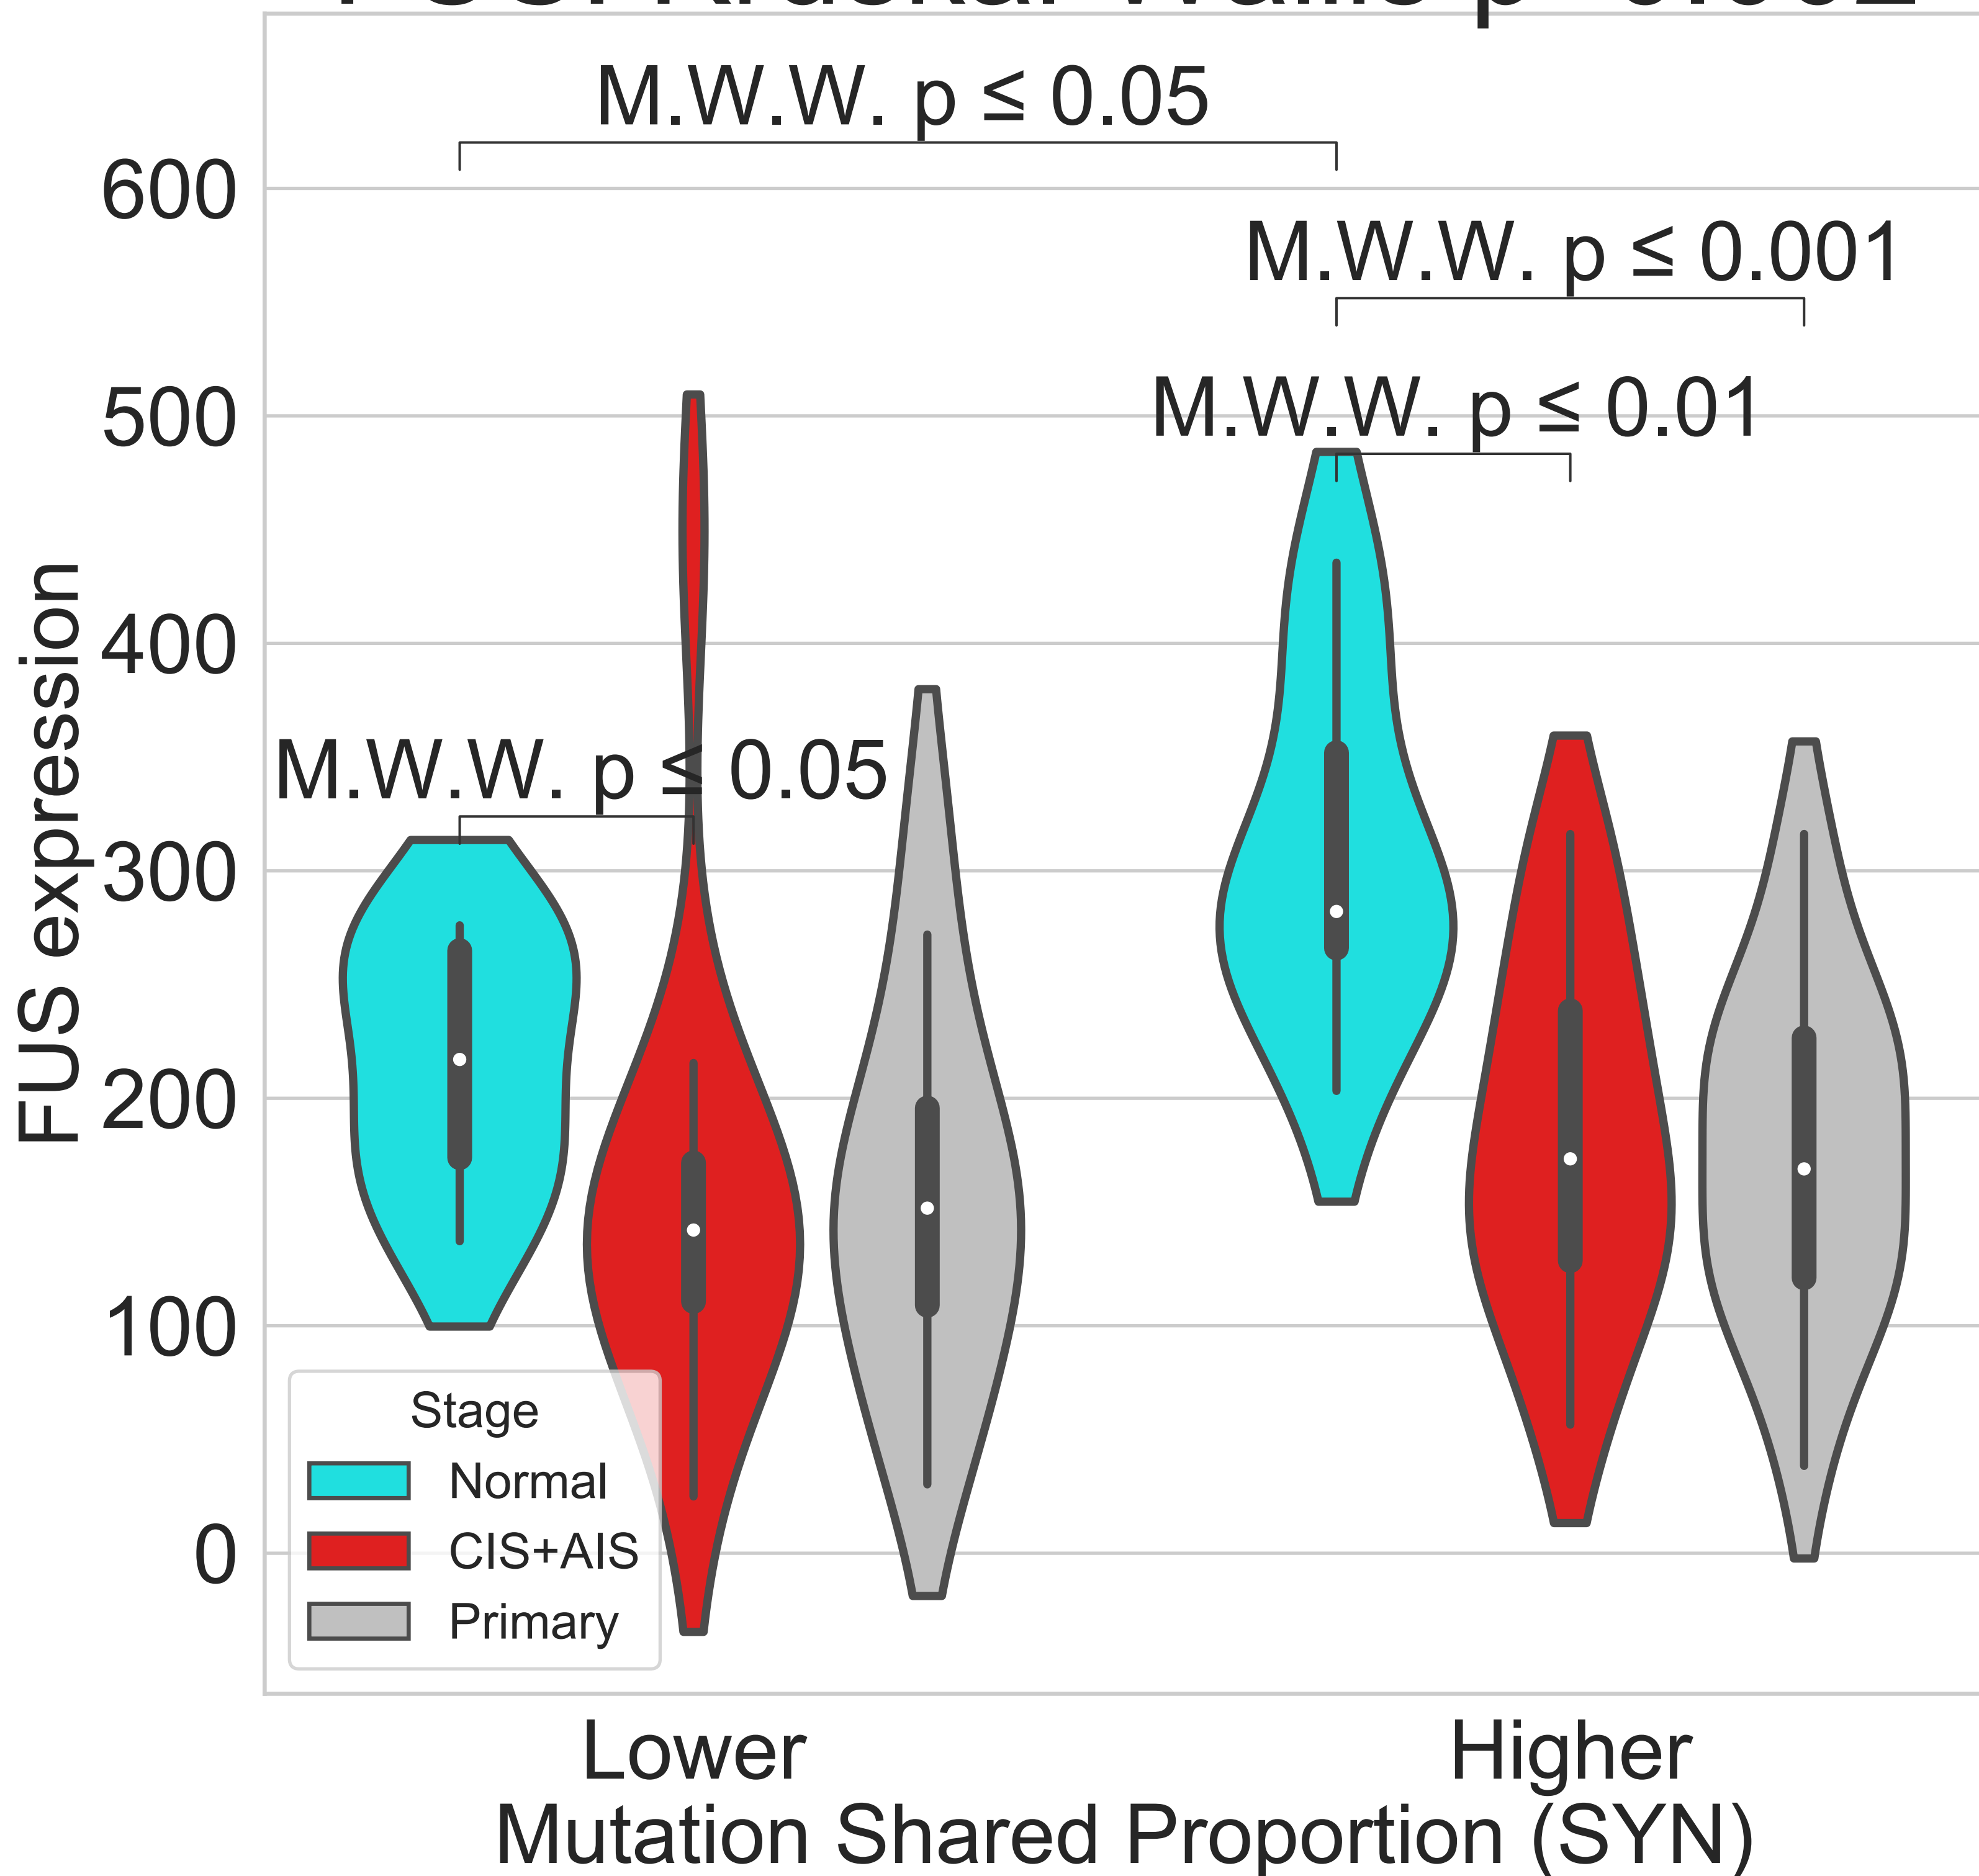 M.W.W. p ≤ 0.05
600
M.W.W. p ≤ 0.001
500
M.W.W. p ≤ 0.01
400
M.W.W. p ≤ 0.05
300
200
100
0
FUS expression
Stage
Normal
CIS+AIS
Primary
Lower Higher
Mutation Shared Proportion (SYN)